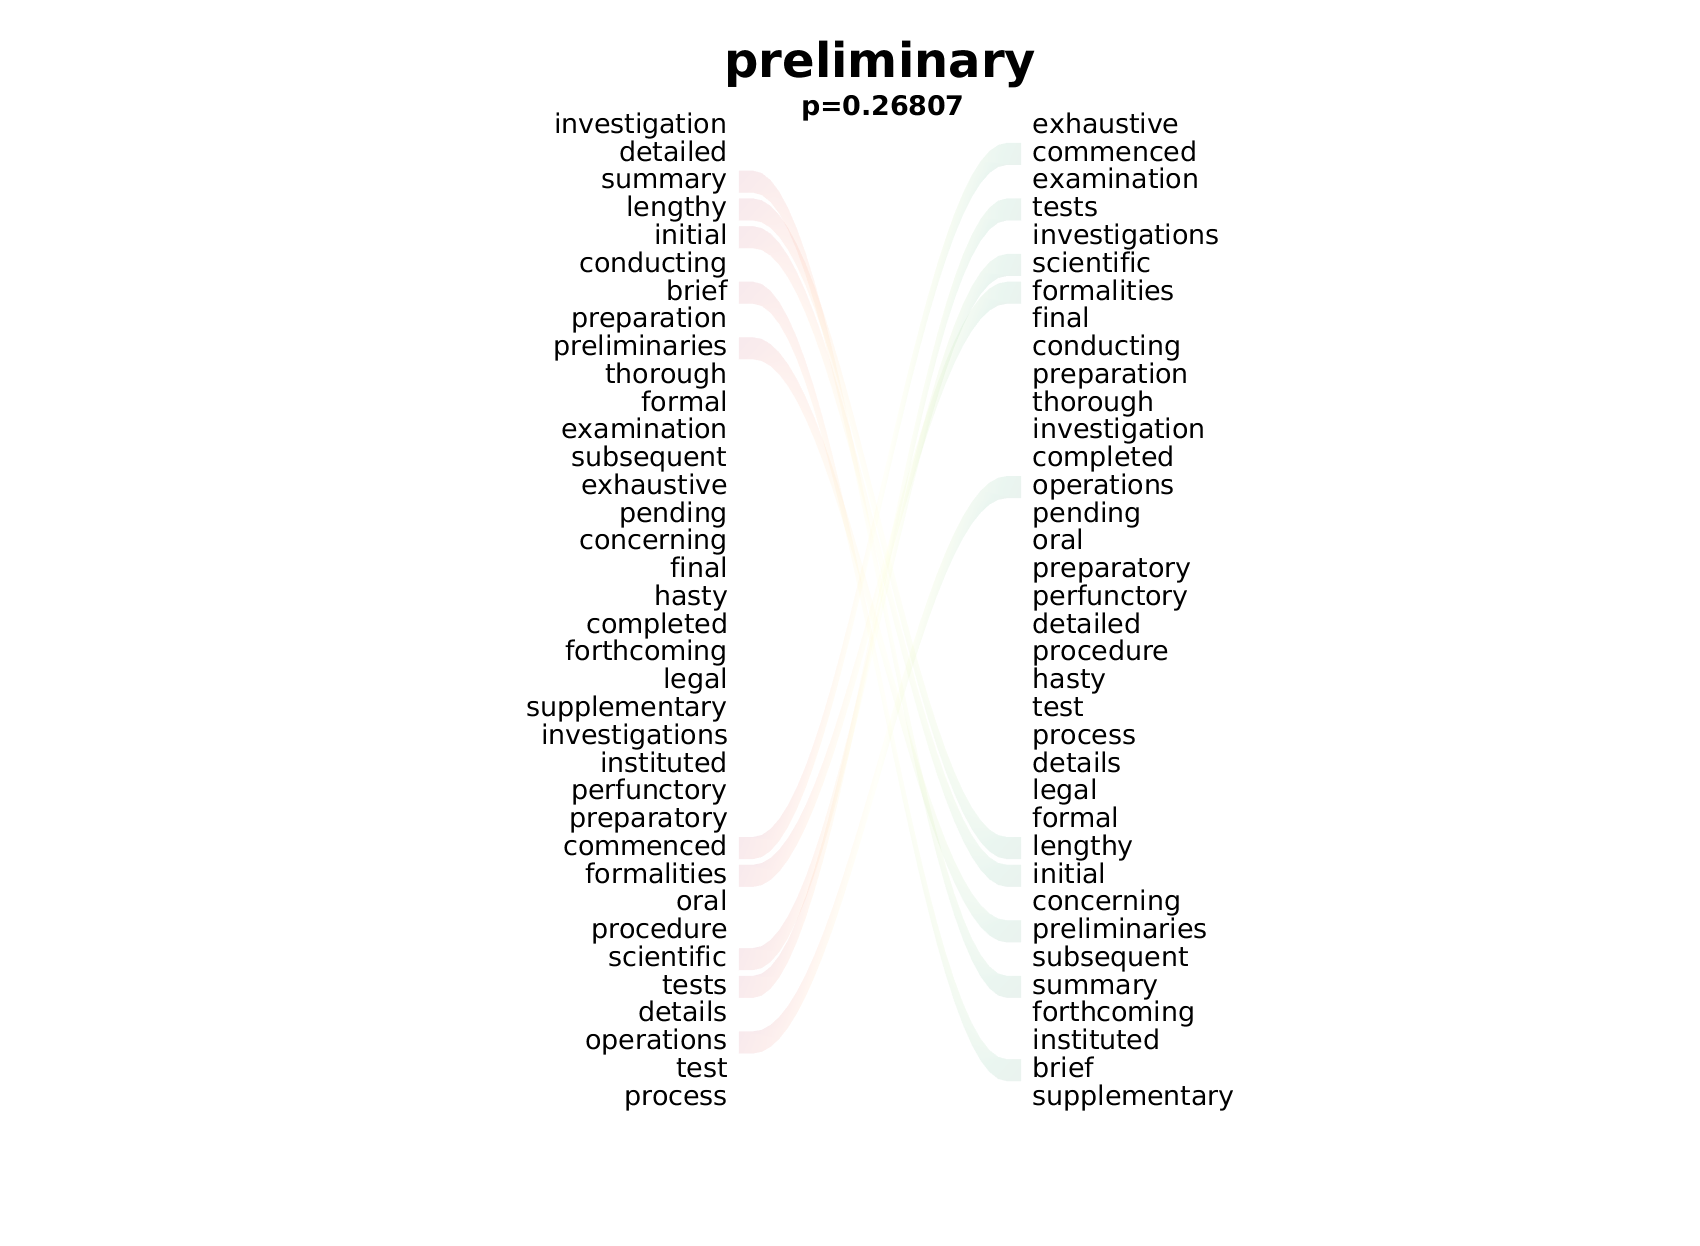 preliminary
p=0.26807
investigation
detailed
summary
lengthy
initial
conducting
brief
preparation
preliminaries
thorough
formal
examination
subsequent
exhaustive
pending
concerning
final
hasty
completed
forthcoming
legal
supplementary
investigations
instituted
perfunctory
preparatory
commenced
formalities
oral
procedure
scientific
tests
details
operations
test
process
exhaustive
commenced
examination
tests
investigations
scientific
formalities
final
conducting
preparation
thorough
investigation
completed
operations
pending
oral
preparatory
perfunctory
detailed
procedure
hasty
test
process
details
legal
formal
lengthy
initial
concerning
preliminaries
subsequent
summary
forthcoming
instituted
brief
supplementary